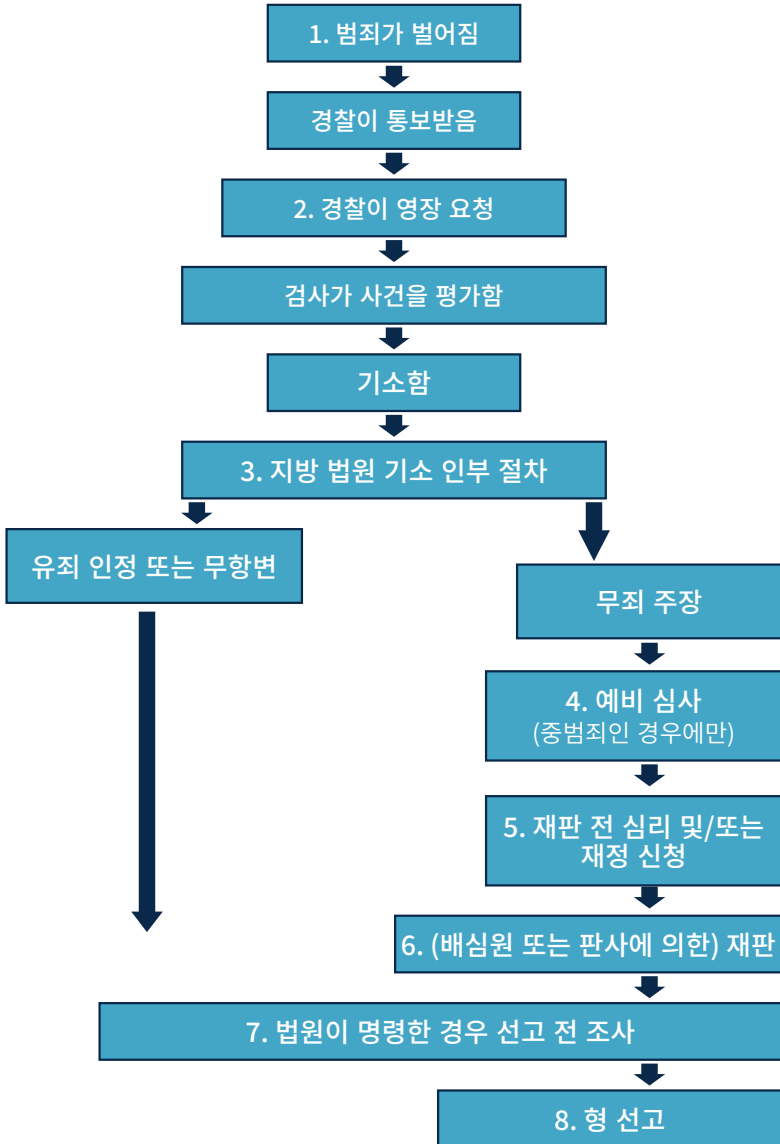 1. 범죄가 벌어짐
경찰이 통보받음
2. 경찰이 영장 요청
검사가 사건을 평가함
기소함
3. 지방 법원 기소 인부 절차
유죄 인정 또는 무항변
무죄 주장
4. 예비 심사
(중범죄인 경우에만)
5. 재판 전 심리 및/또는
재정 신청
6. (배심원 또는 판사에 의한) 재판
7. 법원이 명령한 경우 선고 전 조사
8. 형 선고